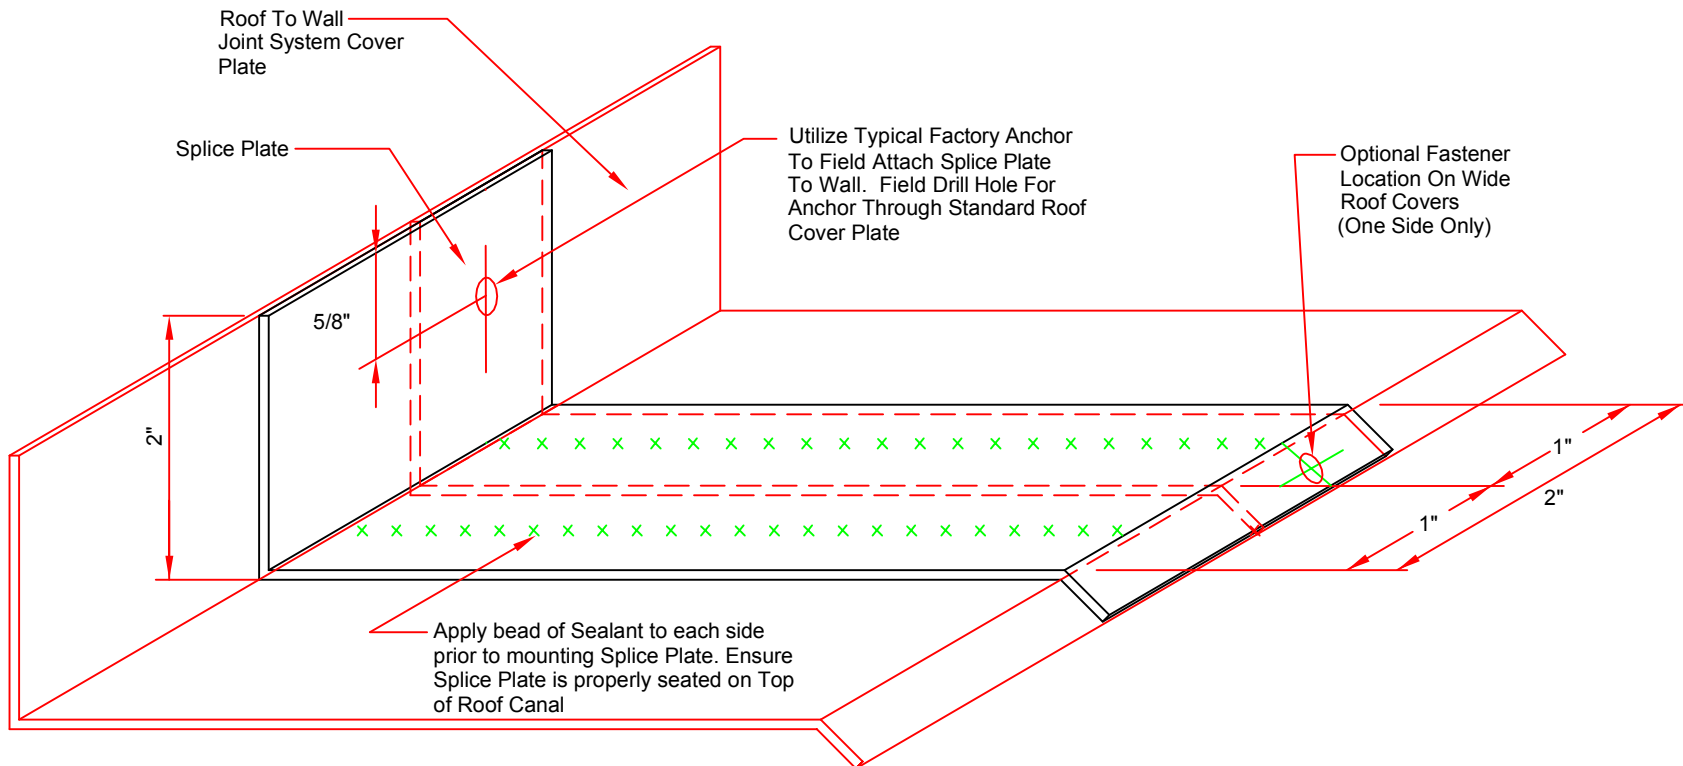 Roof To Wall
Joint System Cover
Plate
Splice Plate
Utilize Typical Factory Anchor
To Field Attach Splice Plate
To Wall.  Field Drill Hole For
Anchor Through Standard Roof
Cover Plate
Optional Fastener
Location On Wide
Roof Covers
(One Side Only)
5/8"
2"
1"
2"
1"
Apply bead of Sealant to each side
prior to mounting Splice Plate. Ensure
Splice Plate is properly seated on Top
of Roof Canal